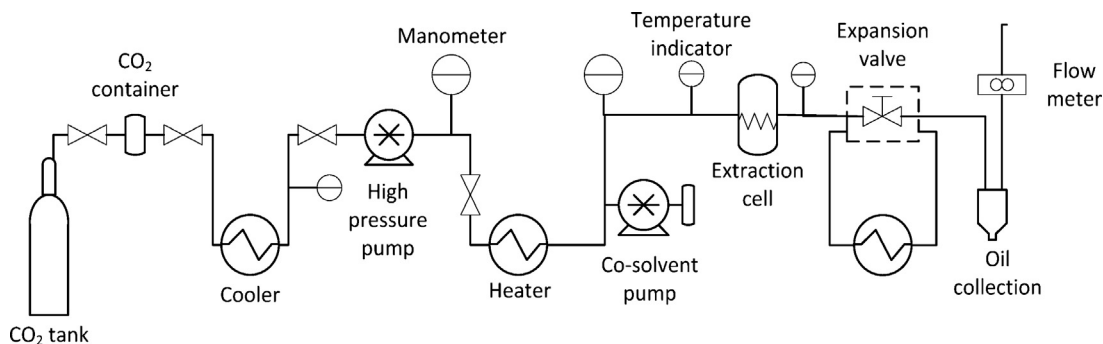 CO₂
container
Manometer
Temperature
indicator
Expansion
valve
Flow
meter
High
pressure
pump
Extraction
cell
Cooler
Heater
Co-solvent
pump
Oil
collection
CO₂ tank